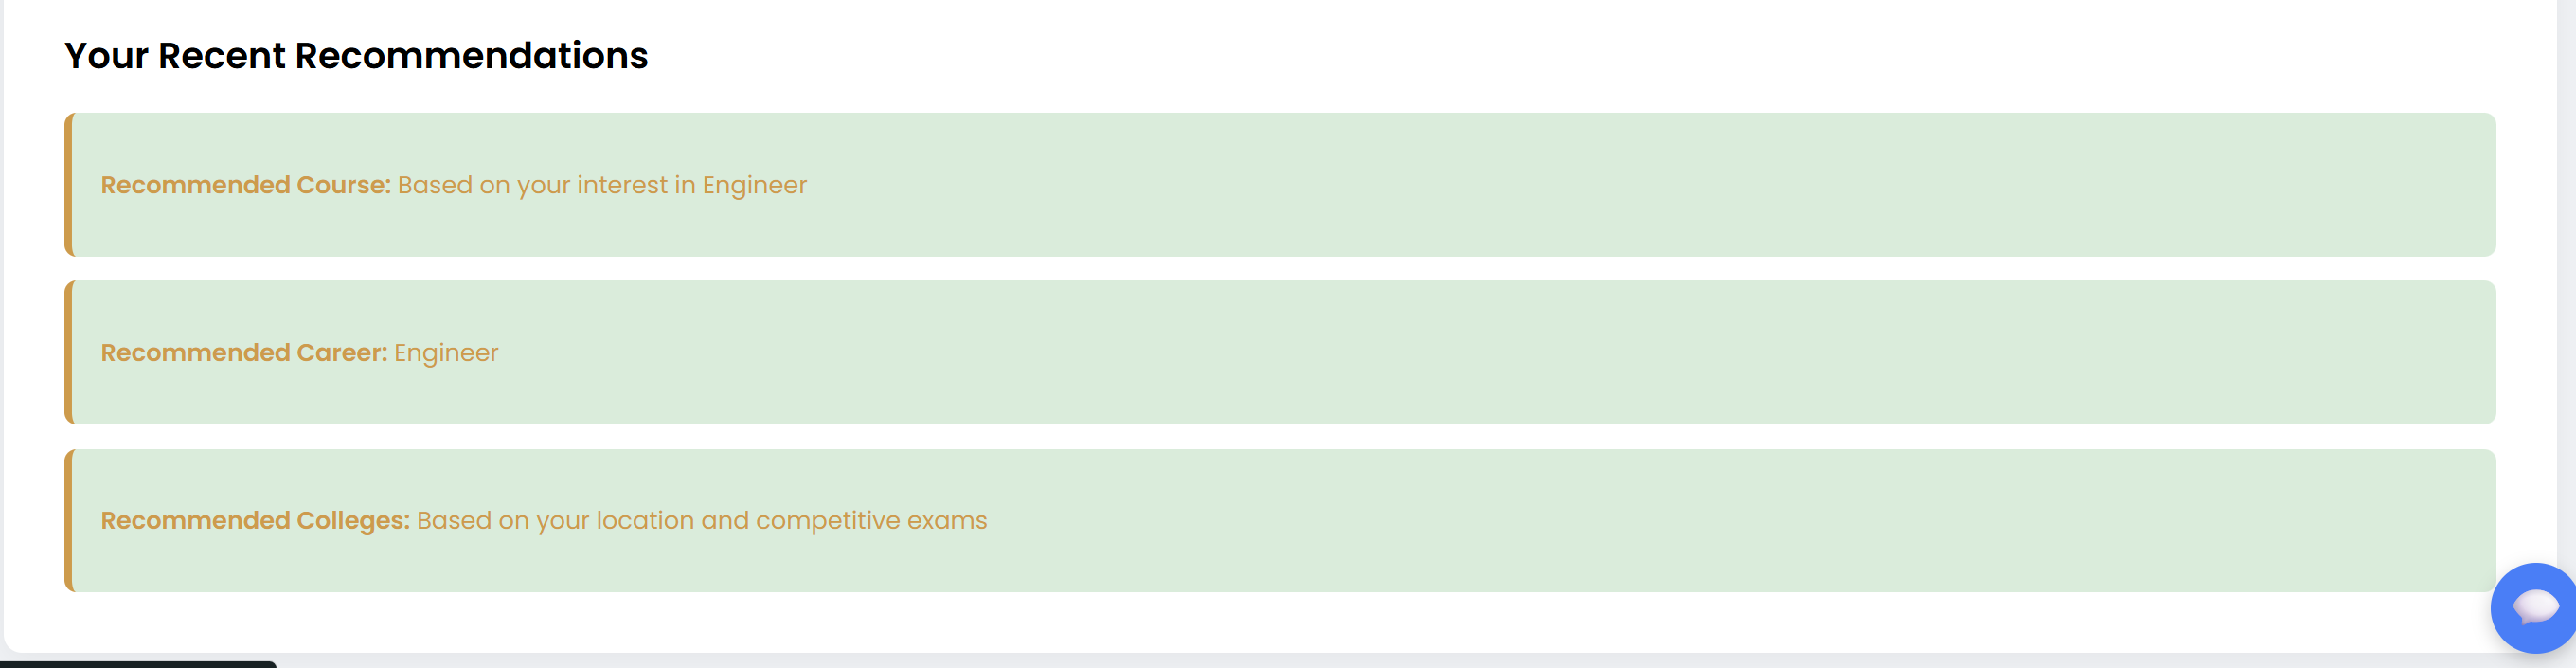 Your Recent Recommendations
Recommended Course: Based on your interest in Engineer
Recommended Career: Engineer
Recommended Colleges: Based on your location and competitive exams